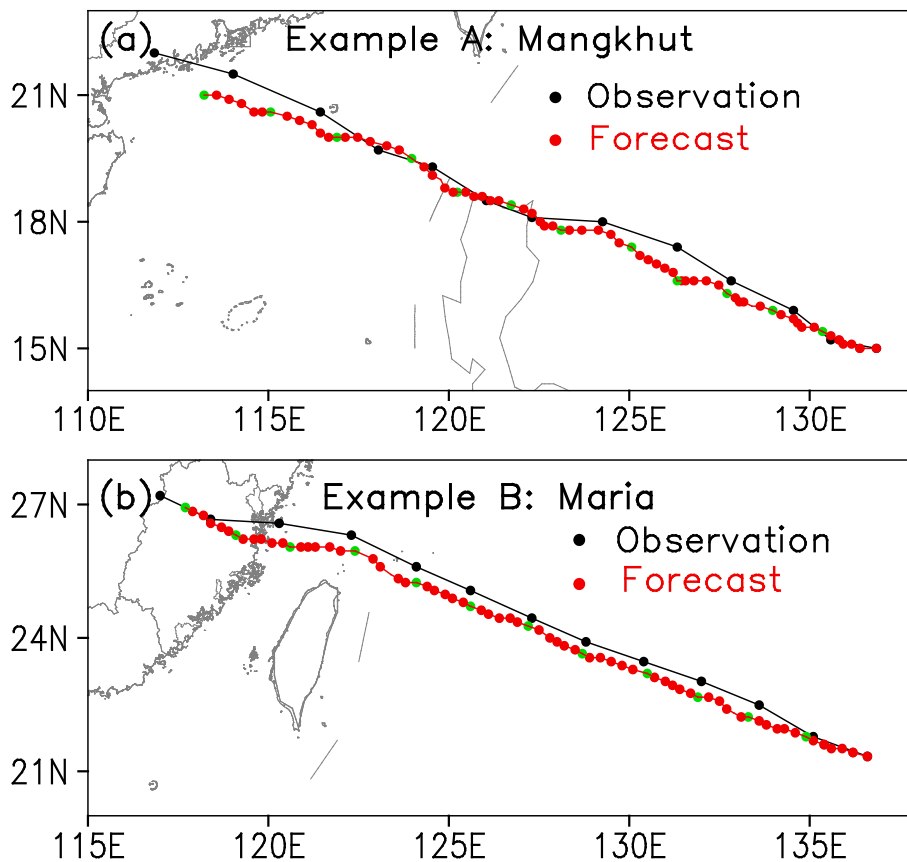 (a) Example A: Mangkhut
Observation
Forecast
21N
18N
15N
110E 115E 120E 125E 130E
(b) Example B: Maria
Observation
Forecast
27N
24N
21N
115E 120E 125E 130E 135E